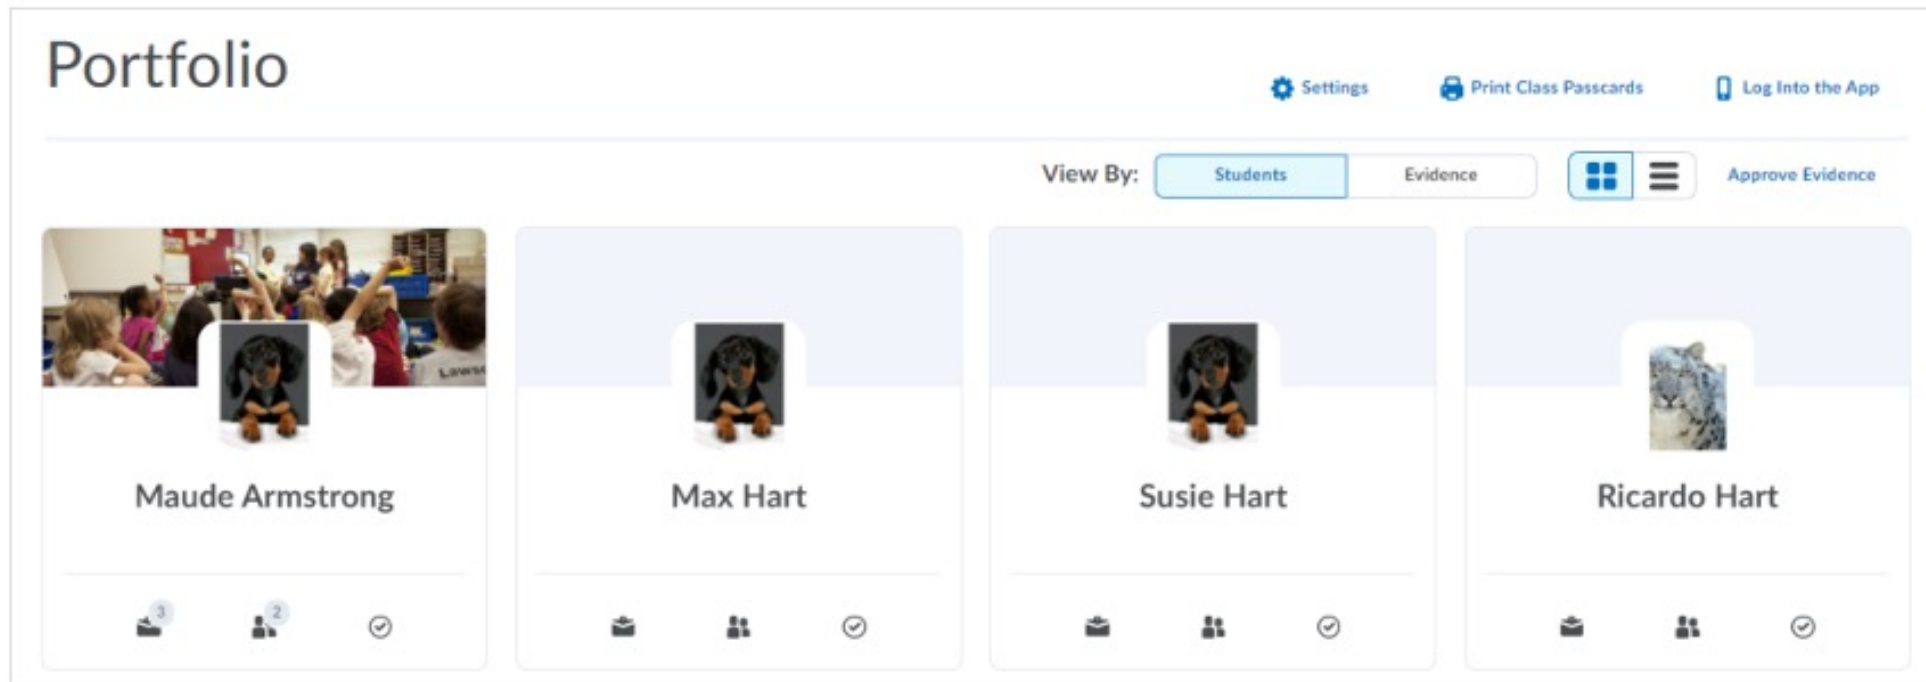 Portfolio
Settings Print Class Passcards Log Into the App
View By: Students Evidence Approve Evidence
Maude Armstrong Max Hart Susie Hart Ricardo Hart
3 2